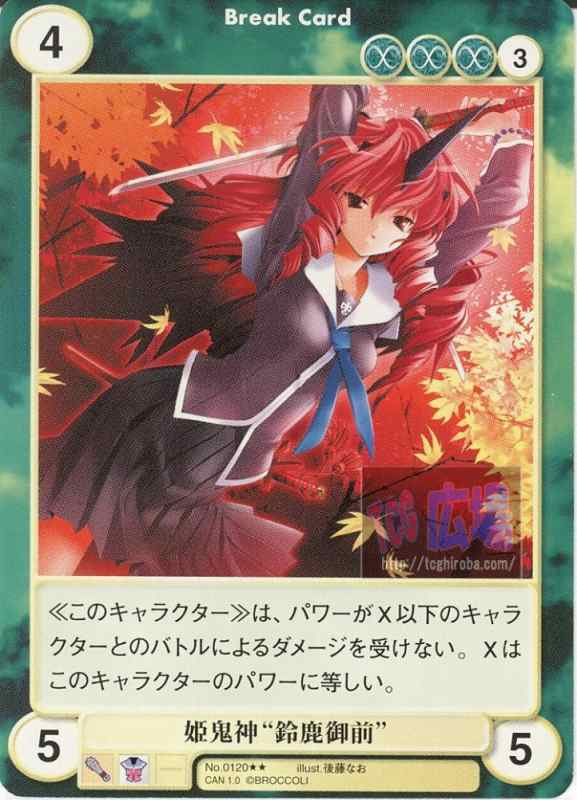 Break Card
4
X X X 3
TCG 広場
http://tcghiroba.com/
≪このキャラクター≫は、パワーがX以下のキャラ
クターとのバトルによるダメージを受けない。Xは
このキャラクターのパワーに等しい。
姫鬼神“鈴鹿御前”
5
5
No.0120★★ illust.後藤なお
CAN 1.0 ©BROCCOLI